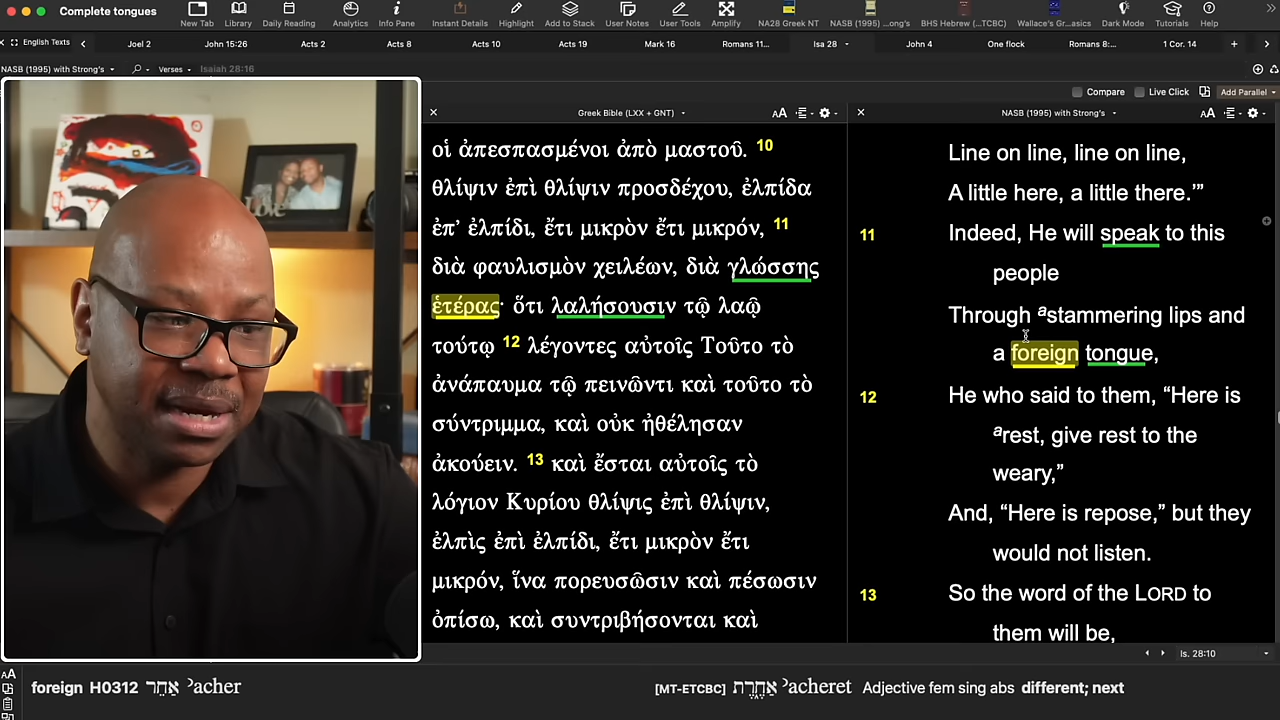 Complete tongues
New Tab
Library
Daily Reading
Analytics
Info Pane
Instant Details
Highlight
Add to Stack
User Notes
User Tools
Amplify
NA28 Greek NT
NASB (1995) ...ong's
BHS Hebrew (...TCBC)
Wallace's Gr...asics
Dark Mode
Tutorials
Help
English Texts
Joel 2
John 15:26
Acts 2
Acts 8
Acts 10
Acts 19
Mark 16
Romans 11...
Isa 28
John 4
One flock
Romans 8:...
1 Cor. 14
NASB (1995) with Strong's
Verses
Isaiah 28:16
Compare
Live Click
Add Parallel
Greek Bible (LXX + GNT)
AA
οἱ ἀπεσπασμένοι ἀπὸ μαστοῦ. 10
θλίψιν ἐπὶ θλίψιν προσδέχου, ἐλπίδα
ἐπ’ ἐλπίδι, ἔτι μικρὸν ἔτι μικρόν, 11
διὰ φαυλισμὸν χειλέων, διὰ γλώσσης
ἑτέρας· ὅτι λαλήσουσιν τῷ λαῷ
τούτῳ 12 λέγοντες αὐτοῖς Τοῦτο τὸ
ἀνάπαυμα τῷ πεινῶντι καὶ τοῦτο τὸ
σύντριμμα, καὶ οὐκ ἠθέλησαν
ἀκούειν. 13 καὶ ἔσται αὐτοῖς τὸ
λόγιον Κυρίου θλίψις ἐπὶ θλίψιν,
ἐλπὶς ἐπὶ ἐλπίδι, ἔτι μικρὸν ἔτι
μικρόν, ἵνα πορευσῶσιν καὶ πέσωσιν
ὀπίσω, καὶ συντριβήσονται καὶ
NASB (1995) with Strong's
AA
Line on line, line on line,
A little here, a little there.’”
11 Indeed, He will speak to this
people
Through ᵃstammering lips and
a foreign tongue,
12 He who said to them, “Here is
ᵃrest, give rest to the
weary,”
And, “Here is repose,” but they
would not listen.
13 So the word of the LORD to
them will be,
Is. 28:10
AA
foreign H0312 אַחֵר ʾacher
[MT-ETCBC] אַחֶ֖רֶת ʾacheret Adjective fem sing abs different; next